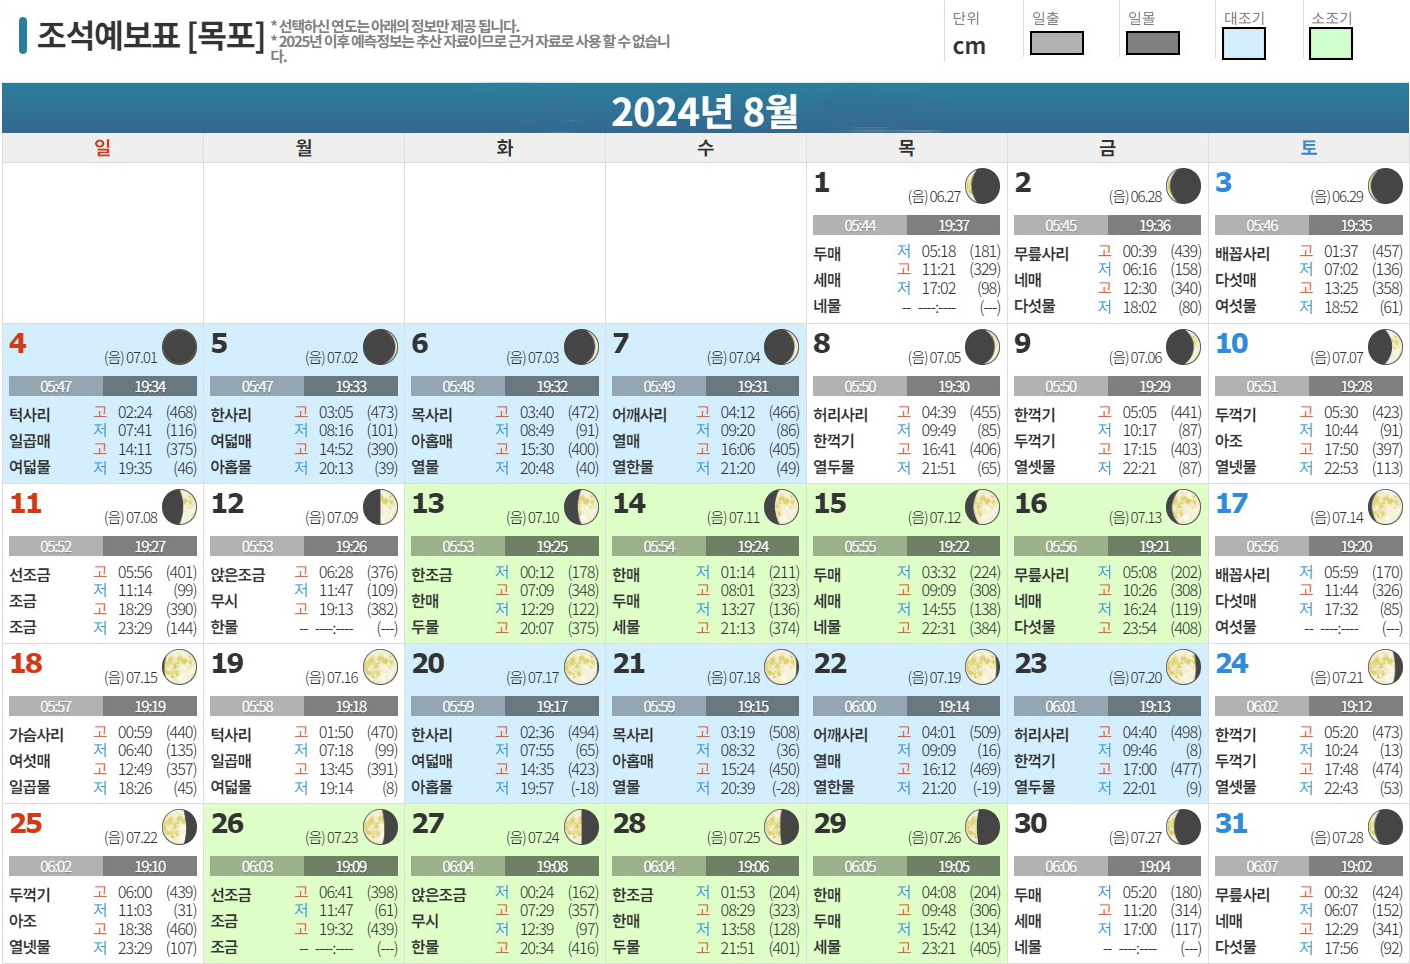 조석예보표 [목포]
* 선택하신 연도는 아래의 정보만 제공 됩니다.
* 2025년 이후 예측정보는 추산 자료이므로 근거 자료로 사용 할 수 없습니
다.
단위 일출 일몰 대조기 소조기
cm
2024년 8월
일 월 화 수 목 금 토
1 (음) 06.27
05:44 19:37
두매 저 05:18 (181)
세매 고 11:21 (329)
저 17:02 (98)
네물 -- ----:---- (---)
2 (음) 06.28
05:45 19:36
무릎사리 고 00:39 (439)
네매 저 06:16 (158)
고 12:30 (340)
다섯물 저 18:02 (80)
3 (음) 06.29
05:46 19:35
배꼽사리 고 01:37 (457)
다섯매 저 07:02 (136)
고 13:25 (358)
여섯물 저 18:52 (61)
4 (음) 07.01
05:47 19:34
턱사리 고 02:24 (468)
일곱매 저 07:41 (116)
고 14:11 (375)
여덟물 저 19:35 (46)
5 (음) 07.02
05:47 19:33
한사리 고 03:05 (473)
여덟매 저 08:16 (101)
고 14:52 (390)
아홉물 저 20:13 (39)
6 (음) 07.03
05:48 19:32
목사리 고 03:40 (472)
아홉매 저 08:49 (91)
고 15:30 (400)
열물 저 20:48 (40)
7 (음) 07.04
05:49 19:31
어깨사리 고 04:12 (466)
열매 저 09:20 (86)
고 16:06 (405)
열한물 저 21:20 (49)
8 (음) 07.05
05:50 19:30
허리사리 고 04:39 (455)
한꺽기 저 09:49 (85)
고 16:41 (406)
열두물 저 21:51 (65)
9 (음) 07.06
05:50 19:29
한꺽기 고 05:05 (441)
두꺽기 저 10:17 (87)
고 17:15 (403)
열셋물 저 22:21 (87)
10 (음) 07.07
05:51 19:28
두꺽기 고 05:30 (423)
아조 저 10:44 (91)
고 17:50 (397)
열넷물 저 22:53 (113)
11 (음) 07.08
05:52 19:27
선조금 고 05:56 (401)
조금 저 11:14 (99)
고 18:29 (390)
조금 저 23:29 (144)
12 (음) 07.09
05:53 19:26
앉은조금 고 06:28 (376)
무시 저 11:47 (109)
고 19:13 (382)
한물 -- ----:---- (---)
13 (음) 07.10
05:53 19:25
한조금 저 00:12 (178)
한매 고 07:09 (348)
저 12:29 (122)
두물 고 20:07 (375)
14 (음) 07.11
05:54 19:24
한매 저 01:14 (211)
두매 고 08:01 (323)
저 13:27 (136)
세물 고 21:13 (374)
15 (음) 07.12
05:55 19:22
두매 저 03:32 (224)
세매 고 09:09 (308)
저 14:55 (138)
네물 고 22:31 (384)
16 (음) 07.13
05:56 19:21
무릎사리 저 05:08 (202)
네매 고 10:26 (308)
저 16:24 (119)
다섯물 고 23:54 (408)
17 (음) 07.14
05:56 19:20
배꼽사리 저 05:59 (170)
다섯매 고 11:44 (326)
저 17:32 (85)
여섯물 -- ----:---- (---)
18 (음) 07.15
05:57 19:19
가슴사리 고 00:59 (440)
여섯매 저 06:40 (135)
고 12:49 (357)
일곱물 저 18:26 (45)
19 (음) 07.16
05:58 19:18
턱사리 고 01:50 (470)
일곱매 저 07:18 (99)
고 13:45 (391)
여덟물 저 19:14 (8)
20 (음) 07.17
05:59 19:17
한사리 고 02:36 (494)
여덟매 저 07:55 (65)
고 14:35 (423)
아홉물 저 19:57 (-18)
21 (음) 07.18
05:59 19:15
목사리 고 03:19 (508)
아홉매 저 08:32 (36)
고 15:24 (450)
열물 저 20:39 (-28)
22 (음) 07.19
06:00 19:14
어깨사리 고 04:01 (509)
열매 저 09:09 (16)
고 16:12 (469)
열한물 저 21:20 (-19)
23 (음) 07.20
06:01 19:13
허리사리 고 04:40 (498)
한꺽기 저 09:46 (8)
고 17:00 (477)
열두물 저 22:01 (9)
24 (음) 07.21
06:02 19:12
한꺽기 고 05:20 (473)
두꺽기 저 10:24 (13)
고 17:48 (474)
열셋물 저 22:43 (53)
25 (음) 07.22
06:02 19:10
두꺽기 고 06:00 (439)
아조 저 11:03 (31)
고 18:38 (460)
열넷물 저 23:29 (107)
26 (음) 07.23
06:03 19:09
선조금 고 06:41 (398)
조금 저 11:47 (61)
고 19:32 (439)
조금 -- ----:---- (---)
27 (음) 07.24
06:04 19:08
앉은조금 저 00:24 (162)
무시 고 07:29 (357)
저 12:39 (97)
한물 고 20:34 (416)
28 (음) 07.25
06:04 19:06
한조금 저 01:53 (204)
한매 고 08:29 (323)
저 13:58 (128)
두물 고 21:51 (401)
29 (음) 07.26
06:05 19:05
한매 저 04:08 (204)
두매 고 09:48 (306)
저 15:42 (134)
세물 고 23:21 (405)
30 (음) 07.27
06:06 19:04
두매 저 05:20 (180)
세매 고 11:20 (314)
저 17:00 (117)
네물 -- ----:---- (---)
31 (음) 07.28
06:07 19:02
무릎사리 고 00:32 (424)
네매 저 06:07 (152)
고 12:29 (341)
다섯물 저 17:56 (92)